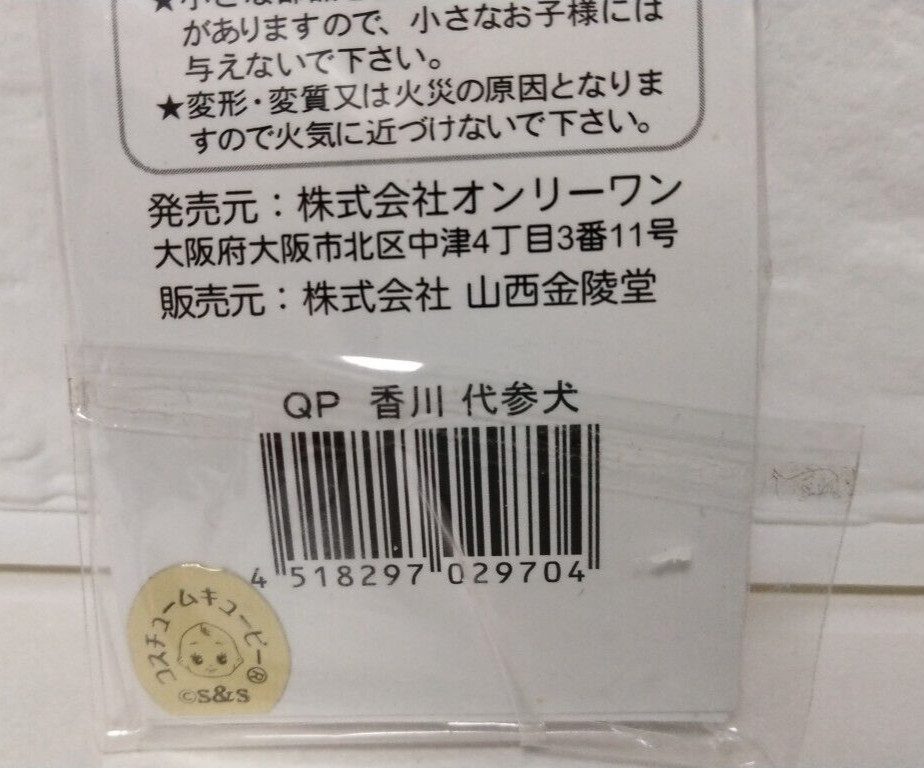 ★小さな部品
がありますので、小さなお子様には
与えないで下さい。
★変形・変質又は火災の原因となりま
すので火気に近づけないで下さい。
発売元：株式会社オンリーワン
大阪府大阪市北区中津4丁目3番11号
販売元：株式会社 山西金陵堂
QP 香川 代参犬
4 518297 029704
コスチュームキューピー®
©S&S